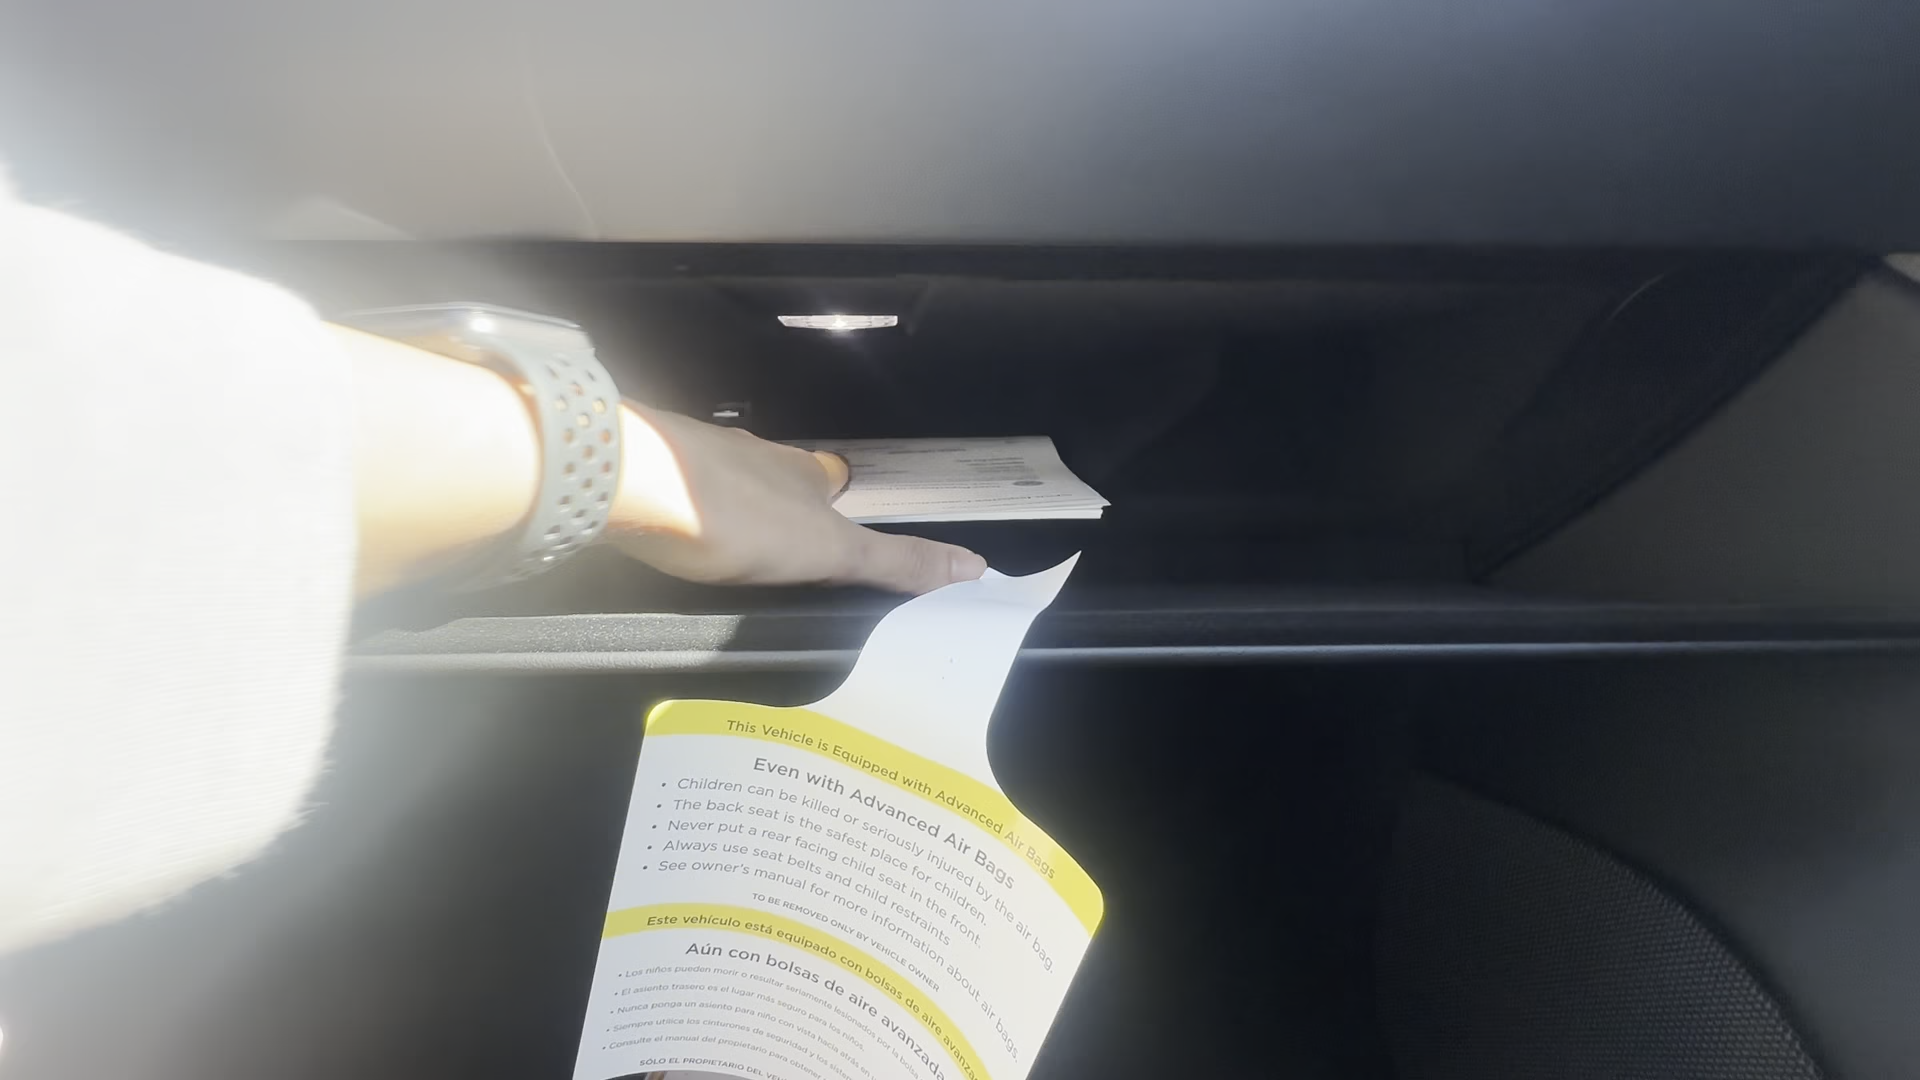 This Vehicle is Equipped with Advanced Air Bags
Even with Advanced Air Bags
• Children can be killed or seriously injured by the air bag.
• The back seat is the safest place for children.
• Never put a rear facing child seat in the front.
• Always use seat belts and child restraints
• See owner's manual for more information about air bags.
TO BE REMOVED ONLY BY VEHICLE OWNER
Este vehículo está equipado con bolsas de aire avanzadas
Aún con bolsas de aire avanzada
• Los niños pueden morir o resultar seriamente lesionados por la bolsa
• El asiento trasero es el lugar más seguro para los niños.
• Nunca ponga un asiento para niño con vista hacia atrás en
• Siempre utilice los cinturones de seguridad y los
• Consulte el manual del propietario para obtener
SÓLO EL PROPIETARIO DEL